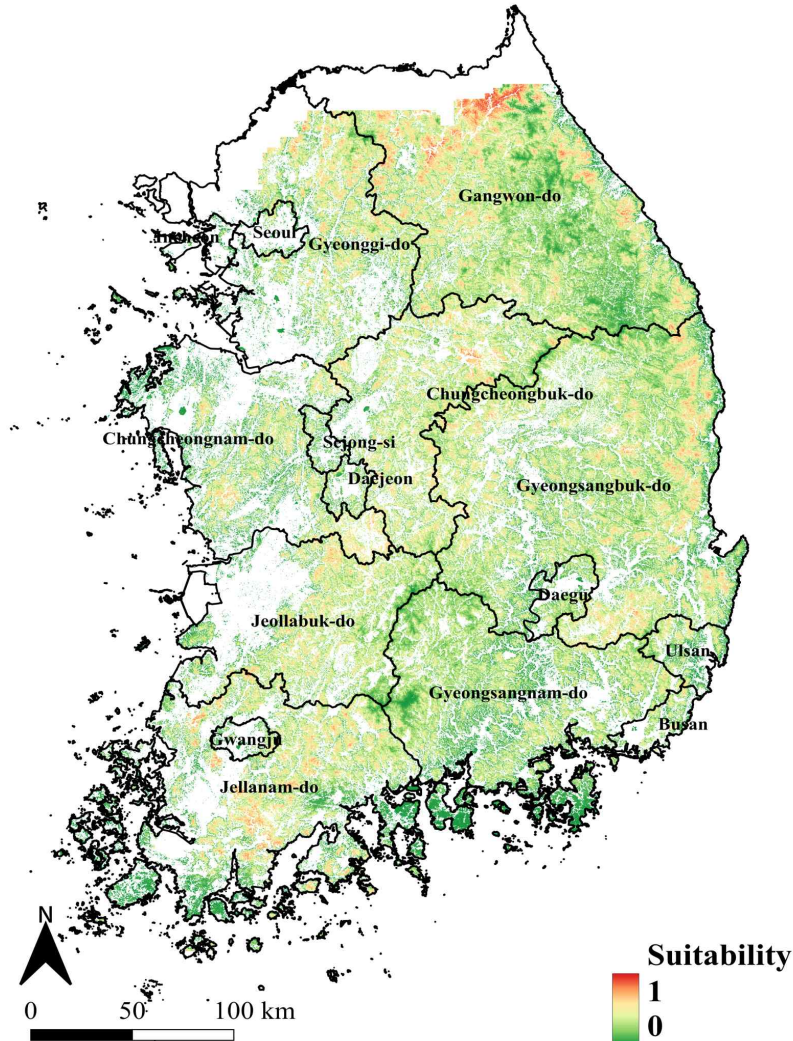 Gangwon-do
Seoul
Incheon
Gyeonggi-do
Chungcheongbuk-do
Chungcheongnam-do
Sejong-si
Daejeon
Gyeongsangbuk-do
Daegu
Jeollabuk-do
Ulsan
Gyeongsangnam-do
Busan
Gwangju
Jellanam-do
N
Suitability
1
0
0 50 100 km